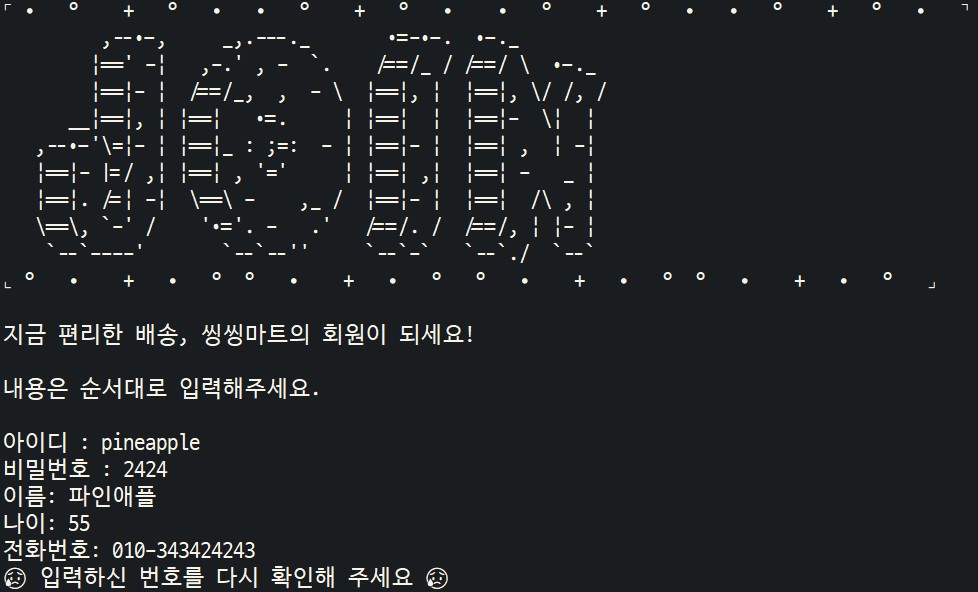 JOIN
지금 편리한 배송, 씽씽마트의 회원이 되세요!
내용은 순서대로 입력해주세요.
아이디 : pineapple
비밀번호 : 2424
이름: 파인애플
나이: 55
전화번호: 010-343424243
😥 입력하신 번호를 다시 확인해 주세요 😥